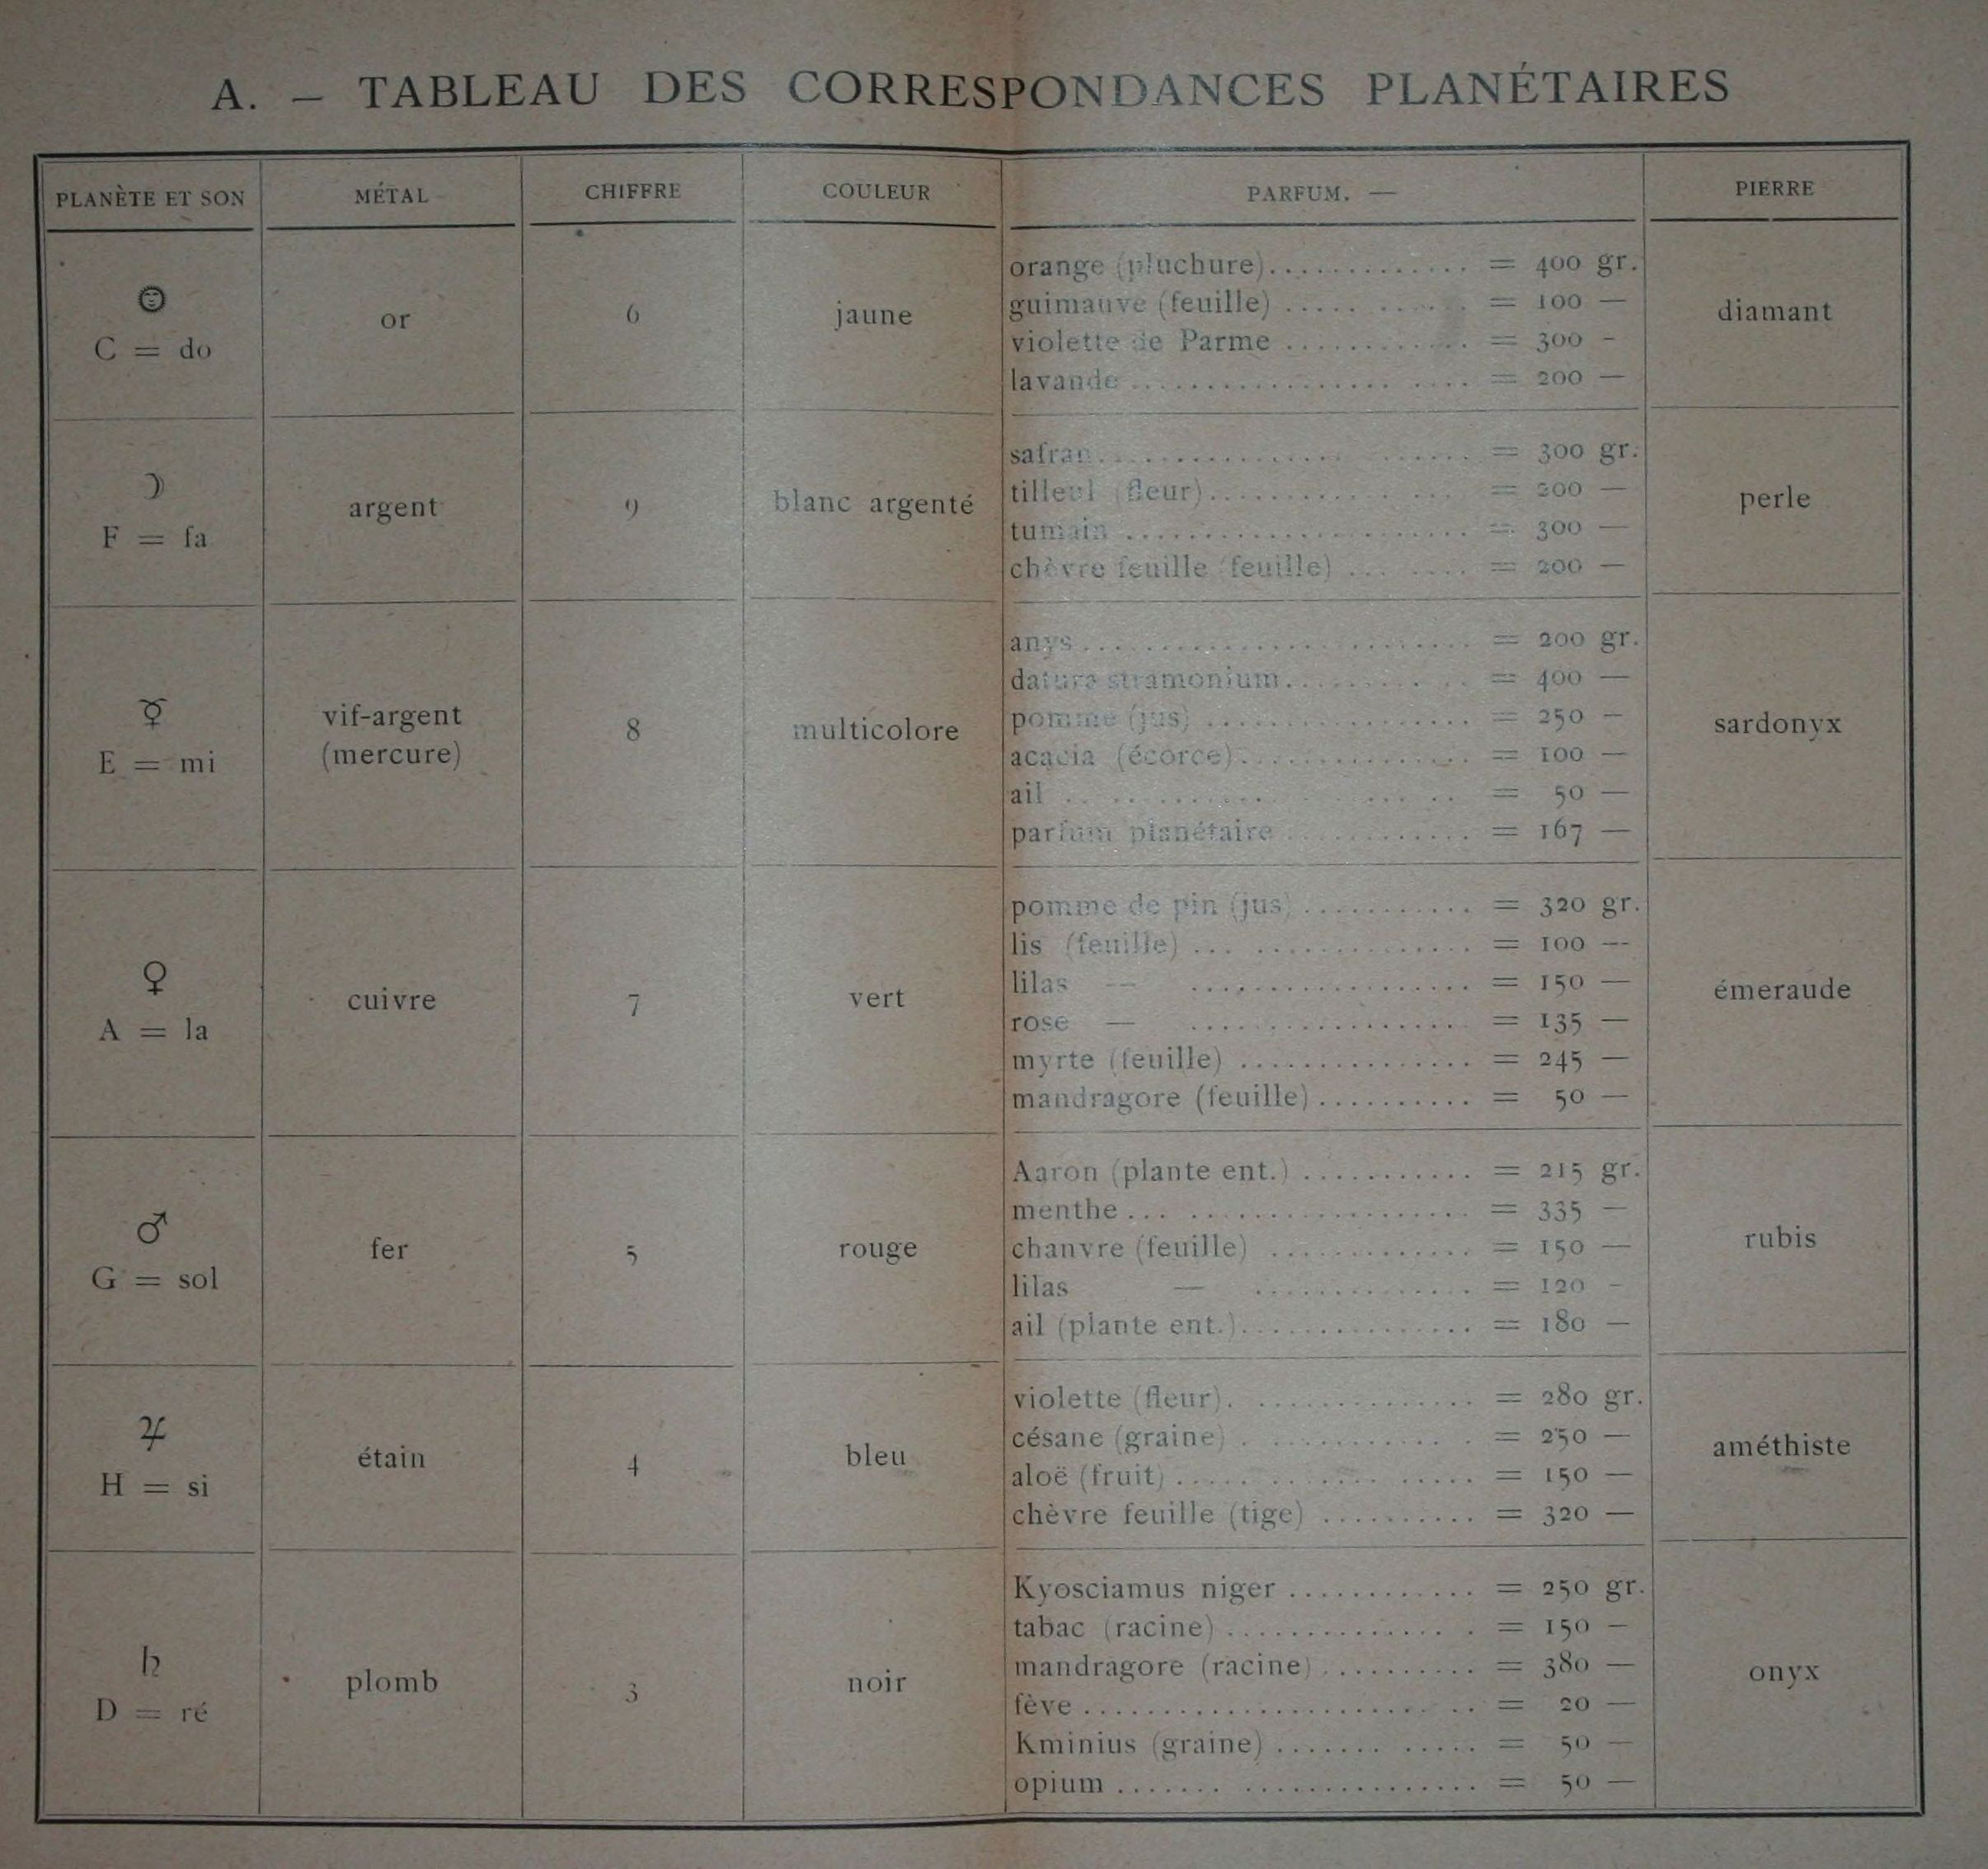 A. — TABLEAU DES CORRESPONDANCES PLANÉTAIRES
PLANÈTE ET SON MÉTAL CHIFFRE COULEUR PARFUM. — PIERRE
☉
C = do
or
6
jaune
orange (pluchure) = 400 gr.
guimauve (feuille) = 100 —
violette de Parme = 300 —
lavande = 200 —
diamant
☽
F = fa
argent
9
blanc argenté
safran = 300 gr.
tilleul (fleur) = 200 —
tumain = 300 —
chèvre feuille (feuille) = 200 —
perle
☿
E = mi
vif-argent
(mercure)
8
multicolore
anys = 200 gr.
datura stramonium = 400 —
pomme (jus) = 250 —
acacia (écorce) = 100 —
ail = 50 —
parfum planétaire = 167 —
sardonyx
♀
A = la
cuivre
7
vert
pomme de pin (jus) = 320 gr.
lis (feuille) = 100 —
lilas — = 150 —
rose — = 135 —
myrte (feuille) = 245 —
mandragore (feuille) = 50 —
émeraude
♂
G = sol
fer
5
rouge
Aaron (plante ent.) = 215 gr.
menthe = 335 —
chanvre (feuille) = 150 —
lilas — = 120 —
ail (plante ent.) = 180 —
rubis
♃
H = si
étain
4
bleu
violette (fleur) = 280 gr.
césane (graine) = 250 —
aloë (fruit) = 150 —
chèvre feuille (tige) = 320 —
améthiste
♄
D = ré
plomb
3
noir
Kyosciamus niger = 250 gr.
tabac (racine) = 150 —
mandragore (racine) = 380 —
fève = 20 —
Kminius (graine) = 50 —
opium = 50 —
onyx